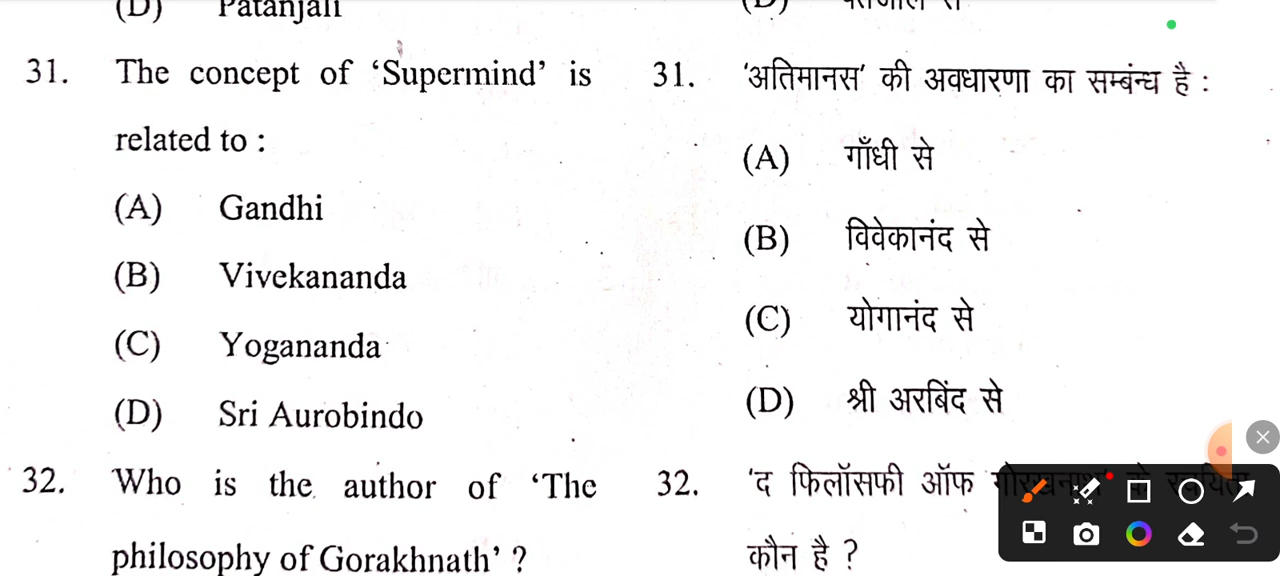 (D) Patanjali
31. The concept of ‘Supermind’ is
related to :
(A) Gandhi
(B) Vivekananda
(C) Yogananda
(D) Sri Aurobindo
32. Who is the author of ‘The
philosophy of Gorakhnath’ ?
(D)
31. ‘अतिमानस’ की अवधारणा का सम्बंन्ध है :
(A) गाँधी से
(B) विवेकानंद से
(C) योगानंद से
(D) श्री अरबिंद से
32. ‘द फिलॉसफी ऑफ
कौन है ?